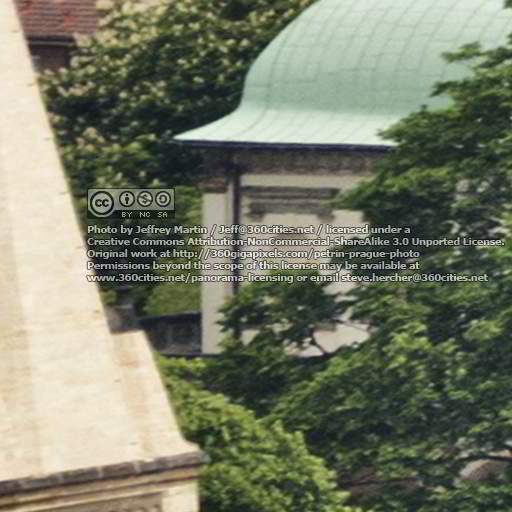 cc BY NC SA
Photo by Jeffrey Martin / Jeff@360cities.net / licensed under a
Creative Commons Attribution-NonCommercial-ShareAlike 3.0 Unported License.
Original work at http://360gigapixels.com/petrin-prague-photo
Permissions beyond the scope of this license may be available at
www.360cities.net/panorama-licensing or email steve.hercher@360cities.net